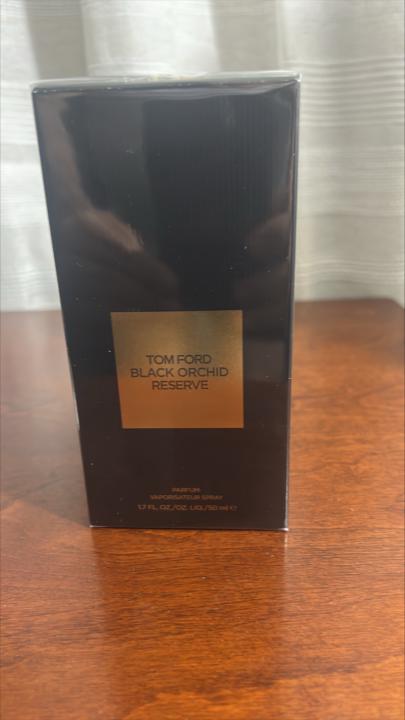 TOM FORD
BLACK ORCHID
RESERVE
PARFUM
VAPORISATEUR SPRAY
1.7 FL. OZ./OZ. LIQ./50 ml ℮